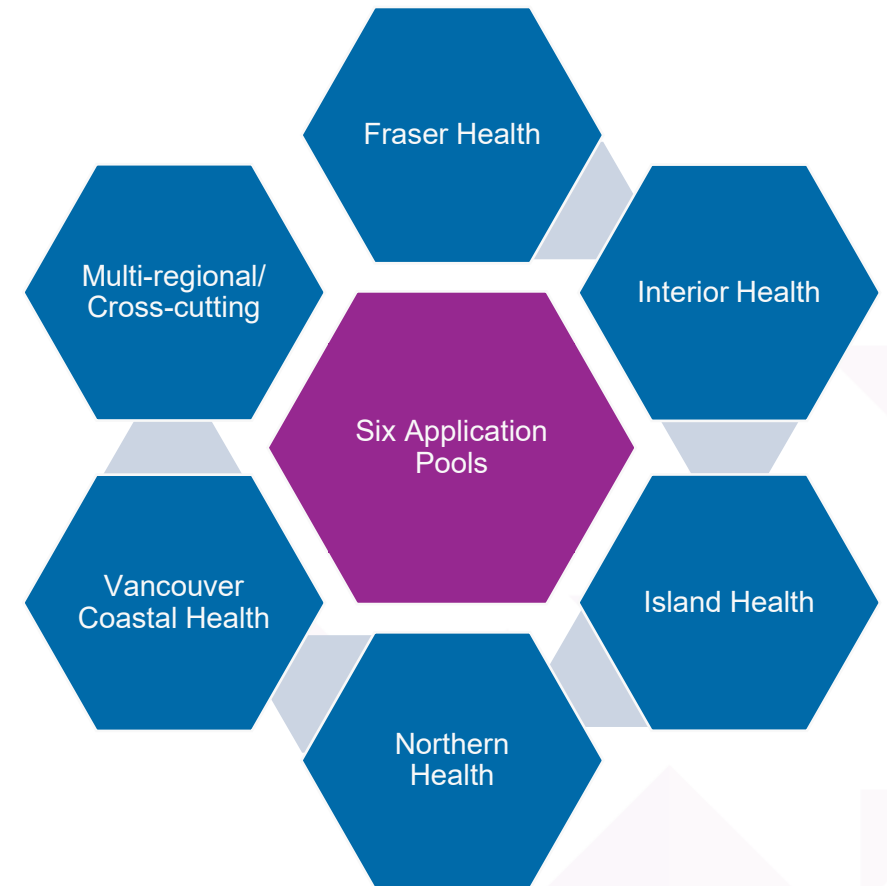 Fraser Health
Multi-regional/
Cross-cutting
Interior Health
Six Application
Pools
Vancouver
Coastal Health
Island Health
Northern
Health